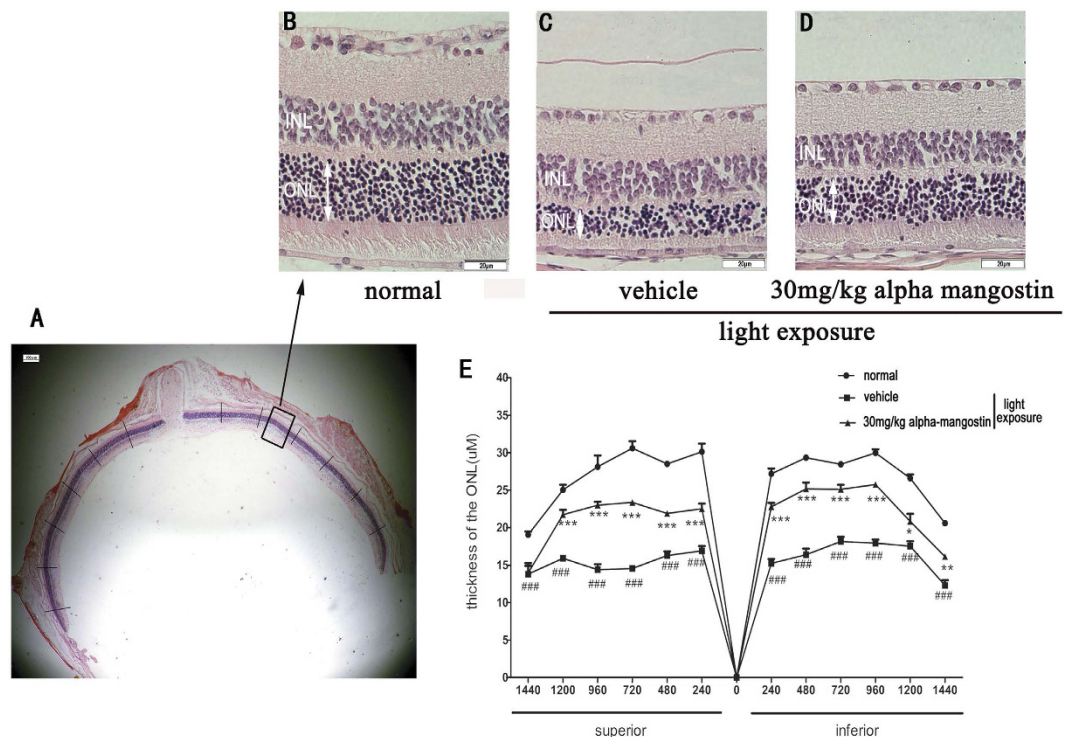 B
C
D
INL
ONL
20μm
INL
ONL
20μm
INL
ONL
20μm
normal
vehicle
30mg/kg alpha mangostin
light exposure
A
E
thickness of the ONL(uM)
40
35
30
25
20
15
10
5
0
normal
vehicle
30mg/kg alpha-mangostin
light
exposure
*** *** *** *** ***
### ### ### ### ### ###
*** *** *** *** * **
### ### ### ### ### ###
1440 1200 960 720 480 240 0 240 480 720 960 1200 1440
superior
inferior